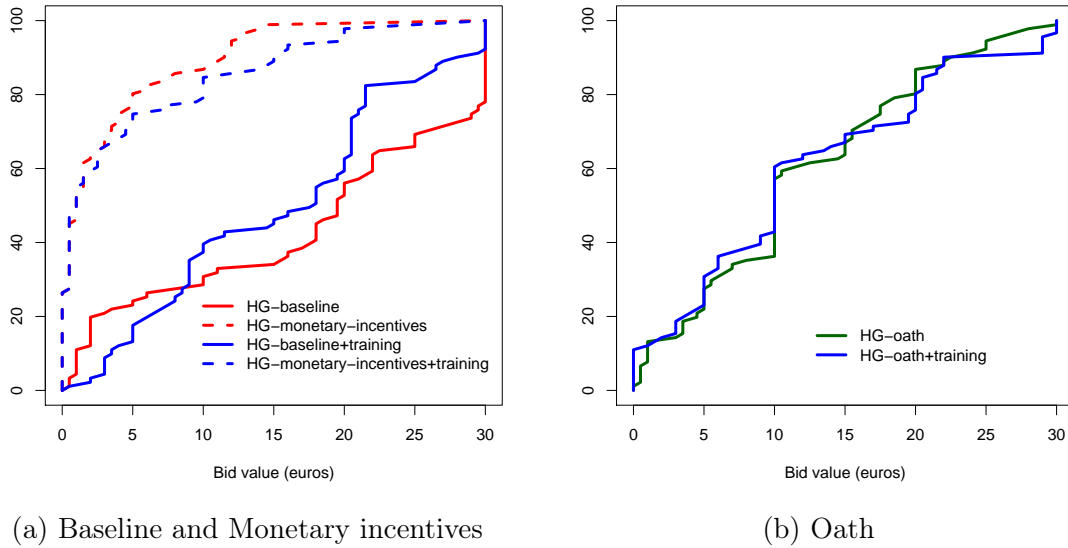 100
80
60
40
20
0
HG-baseline
HG-monetary-incentives
HG-baseline+training
HG-monetary-incentives+training
0 5 10 15 20 25 30
Bid value (euros)
(a) Baseline and Monetary incentives
100
80
60
40
20
0
HG-oath
HG-oath+training
0 5 10 15 20 25 30
Bid value (euros)
(b) Oath